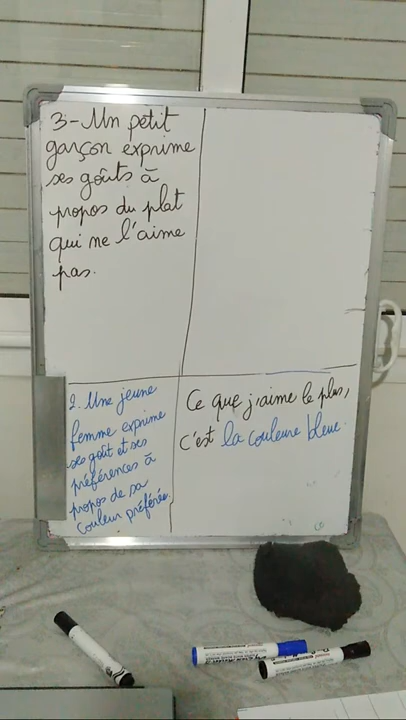 3-Un petit
garçon exprime
ses goûts à
propos du plat
qui ne l'aime
pas.
2. Une jeune
femme exprime
ses goût et ses
préférences à
propos de sa
couleur préférée.
Ce que j'aime le plus,
c'est la couleure bleue.